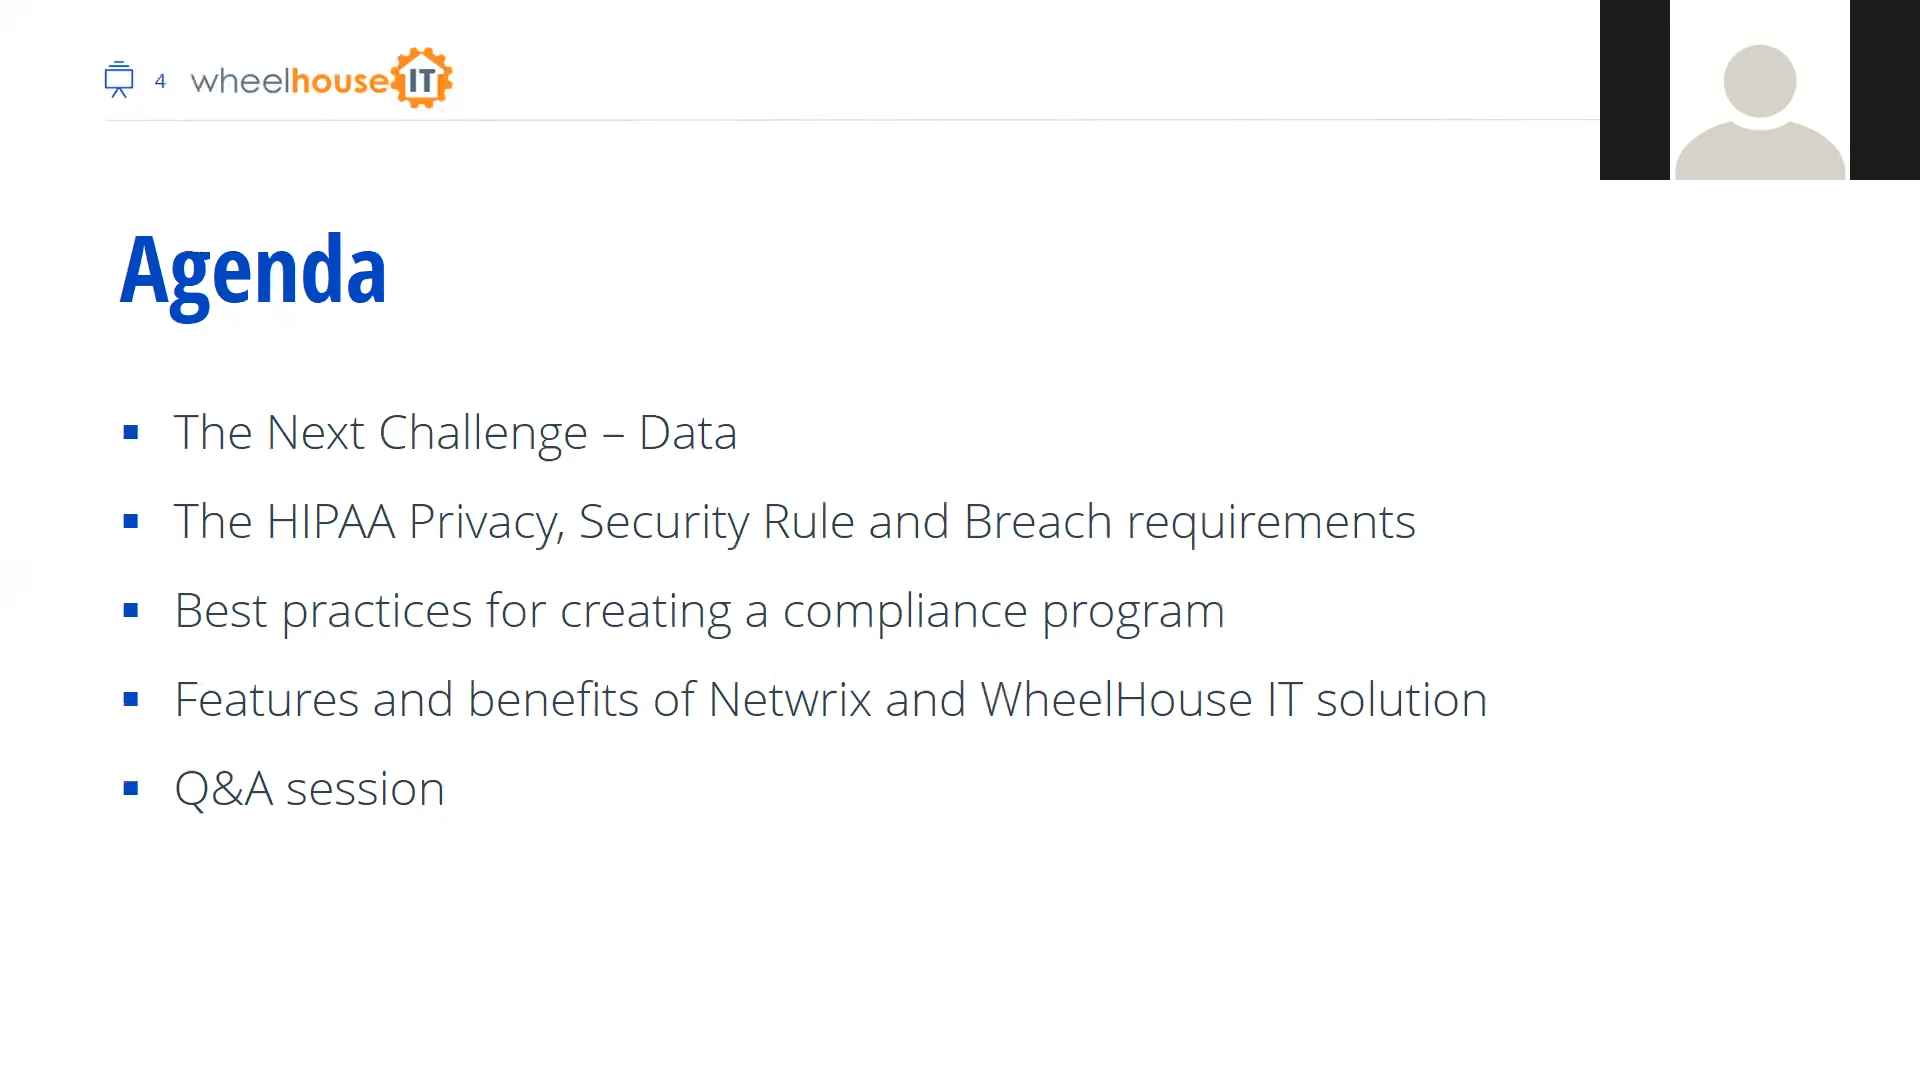 4 wheelhouse IT
Agenda
The Next Challenge – Data
The HIPAA Privacy, Security Rule and Breach requirements
Best practices for creating a compliance program
Features and benefits of Netwrix and WheelHouse IT solution
Q&A session